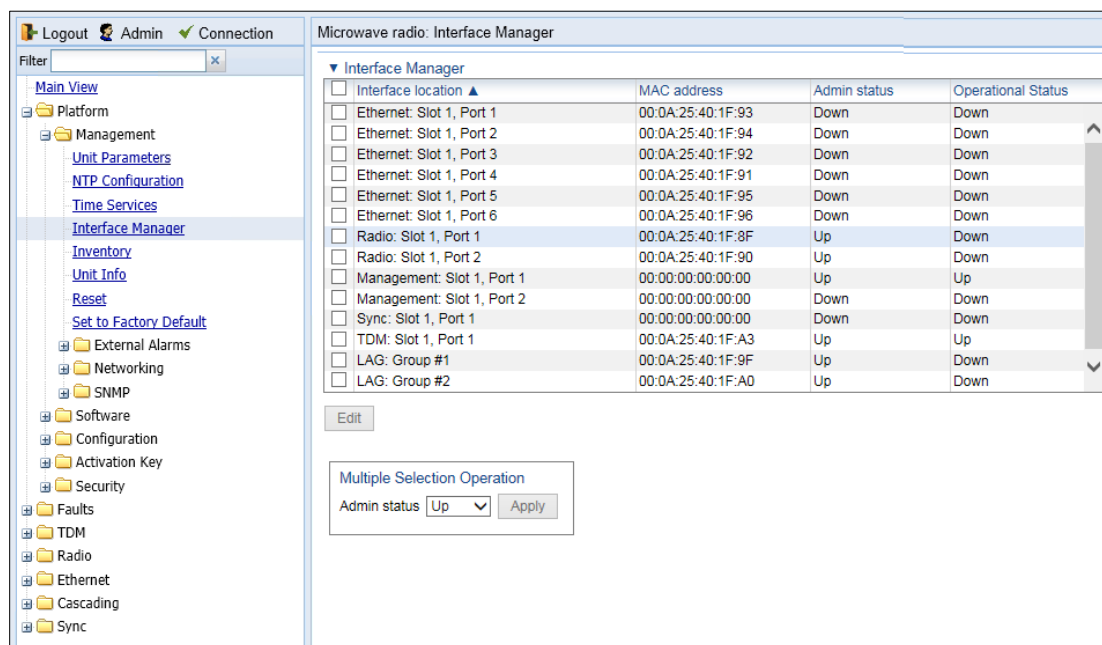 Logout Admin Connection
Filter
Main View
Platform
Management
Unit Parameters
NTP Configuration
Time Services
Interface Manager
Inventory
Unit Info
Reset
Set to Factory Default
External Alarms
Networking
SNMP
Software
Configuration
Activation Key
Security
Faults
TDM
Radio
Ethernet
Cascading
Sync
Microwave radio: Interface Manager
▼ Interface Manager
Interface location ▲ MAC address Admin status Operational Status
Ethernet: Slot 1, Port 1 00:0A:25:40:1F:93 Down Down
Ethernet: Slot 1, Port 2 00:0A:25:40:1F:94 Down Down
Ethernet: Slot 1, Port 3 00:0A:25:40:1F:92 Down Down
Ethernet: Slot 1, Port 4 00:0A:25:40:1F:91 Down Down
Ethernet: Slot 1, Port 5 00:0A:25:40:1F:95 Down Down
Ethernet: Slot 1, Port 6 00:0A:25:40:1F:96 Down Down
Radio: Slot 1, Port 1 00:0A:25:40:1F:8F Up Down
Radio: Slot 1, Port 2 00:0A:25:40:1F:90 Up Down
Management: Slot 1, Port 1 00:00:00:00:00:00 Up Up
Management: Slot 1, Port 2 00:00:00:00:00:00 Down Down
Sync: Slot 1, Port 1 00:00:00:00:00:00 Down Down
TDM: Slot 1, Port 1 00:0A:25:40:1F:A3 Up Up
LAG: Group #1 00:0A:25:40:1F:9F Up Down
LAG: Group #2 00:0A:25:40:1F:A0 Up Down
Edit
Multiple Selection Operation
Admin status Up Apply